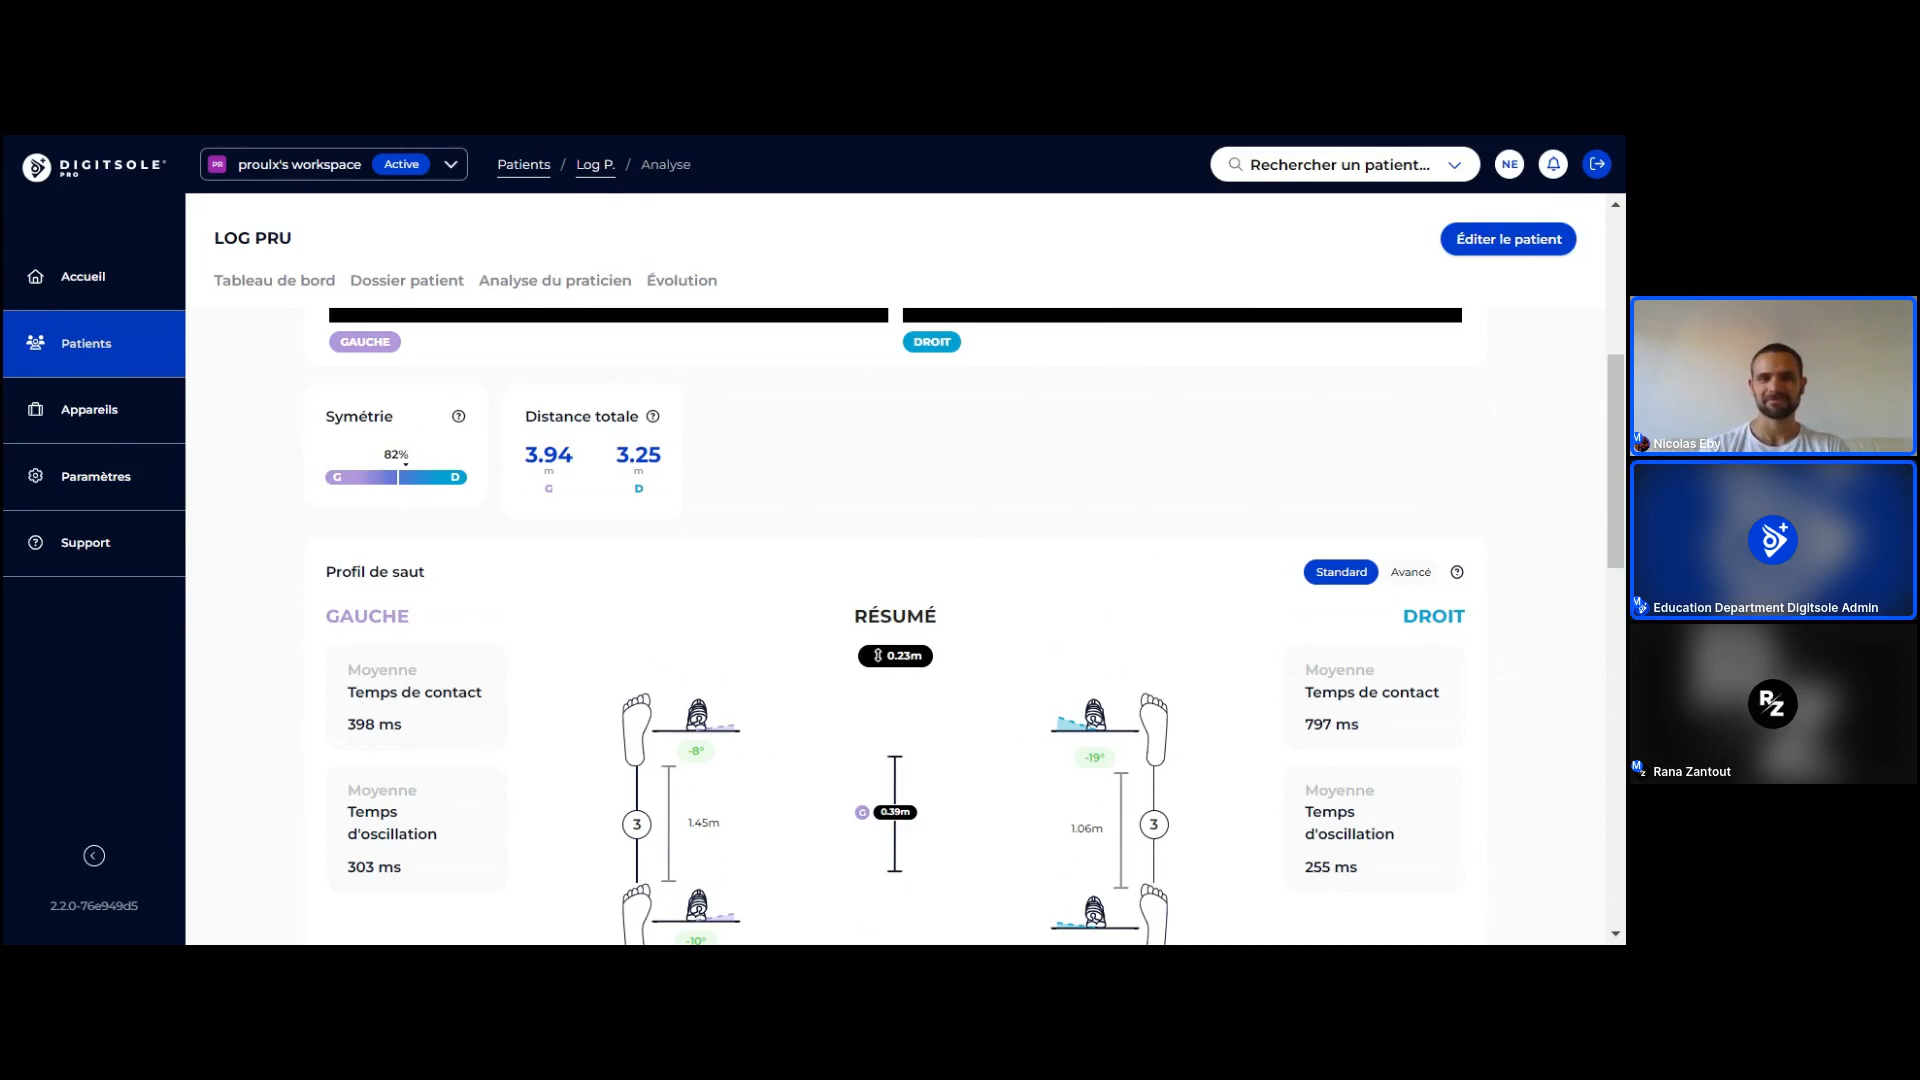 DIGITSOLE
PRO
PR proulx's workspace Active
Patients / Log P. / Analyse
Rechercher un patient...
NE
Accueil
Patients
Appareils
Paramètres
Support
2.2.0-76e949d5
LOG PRU
Éditer le patient
Tableau de bord Dossier patient Analyse du praticien Évolution
GAUCHE
DROIT
Symétrie ?
82%
G D
Distance totale ?
3.94 3.25
m m
G D
Profil de saut
Standard Avancé ?
GAUCHE
RÉSUMÉ
DROIT
0.23m
Moyenne
Temps de contact
398 ms
Moyenne
Temps
d'oscillation
303 ms
-8°
3
1.45m
-10°
G 0.39m
-19°
1.06m
3
Moyenne
Temps de contact
797 ms
Moyenne
Temps
d'oscillation
255 ms
Nicolas Eby
Education Department Digitsole Admin
RZ
Rana Zantout